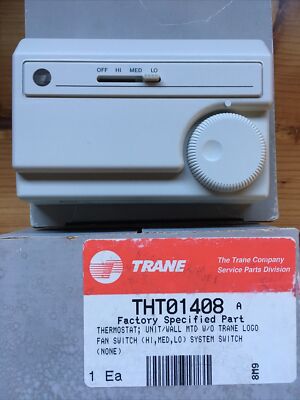 OFF HI MED LO
TRANE
The Trane Company
Service Parts Division
THT01408 A
Factory Specified Part
THERMOSTAT; UNIT/WALL MTD W/O TRANE LOGO
FAN SWITCH (HI,MED,LO) SYSTEM SWITCH
(NONE)
1 Ea
8M9